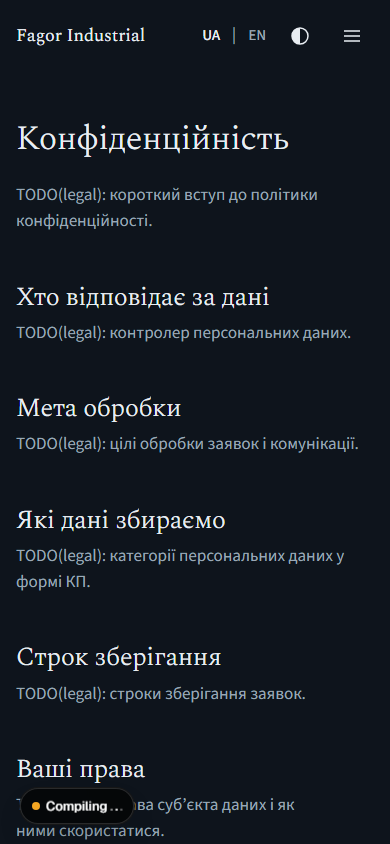 Fagor Industrial
UA | EN
Конфіденційність
TODO(legal): короткий вступ до політики
конфіденційності.
Хто відповідає за дані
TODO(legal): контролер персональних даних.
Мета обробки
TODO(legal): цілі обробки заявок і комунікації.
Які дані збираємо
TODO(legal): категорії персональних даних у
формі КП.
Строк зберігання
TODO(legal): строки зберігання заявок.
Ваші права
суб’єкта даних і як
Compiling ...
ними скористатися.